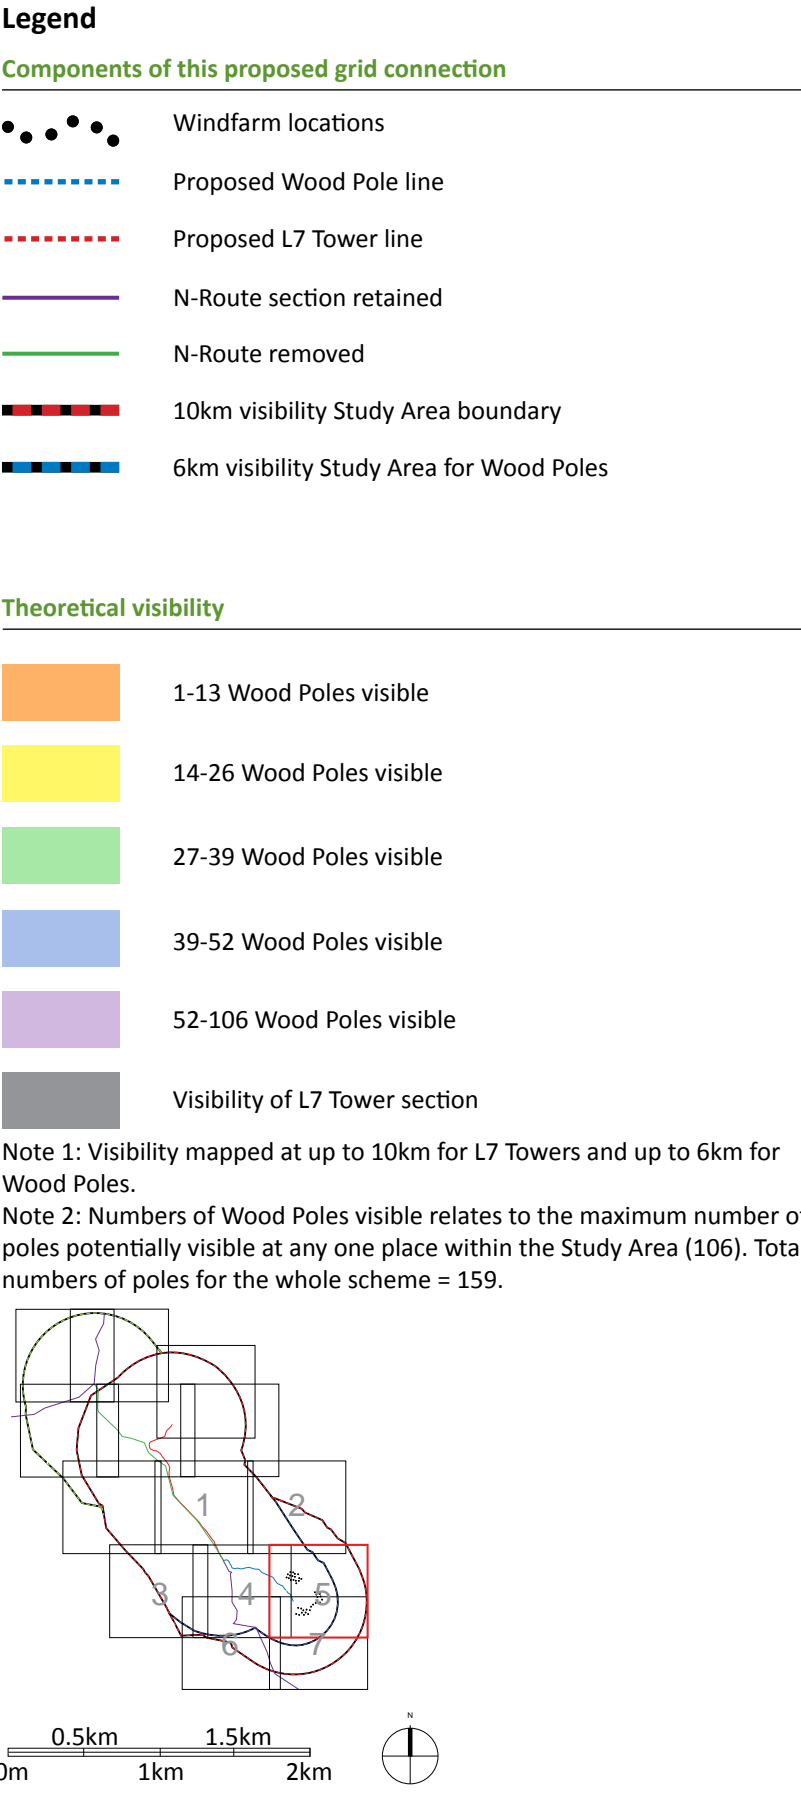 Legend
Components of this proposed grid connection
Windfarm locations
Proposed Wood Pole line
Proposed L7 Tower line
N-Route section retained
N-Route removed
10km visibility Study Area boundary
6km visibility Study Area for Wood Poles
Theoretical visibility
1-13 Wood Poles visible
14-26 Wood Poles visible
27-39 Wood Poles visible
39-52 Wood Poles visible
52-106 Wood Poles visible
Visibility of L7 Tower section
Note 1: Visibility mapped at up to 10km for L7 Towers and up to 6km for
Wood Poles.
Note 2: Numbers of Wood Poles visible relates to the maximum number of
poles potentially visible at any one place within the Study Area (106). Tota
numbers of poles for the whole scheme = 159.
1
2
3
4
5
6
7
N
0.5km 1.5km
0m 1km 2km